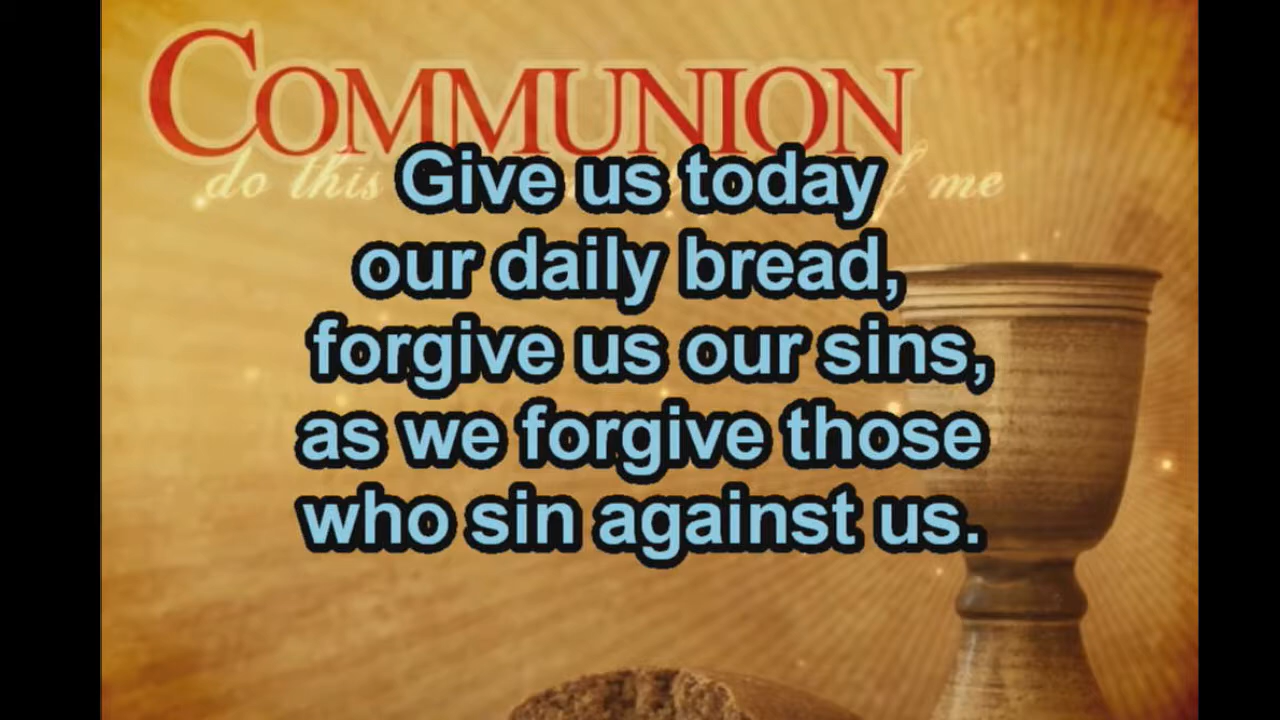 COMMUNION
do this me
Give us today
our daily bread,
forgive us our sins,
as we forgive those
who sin against us.